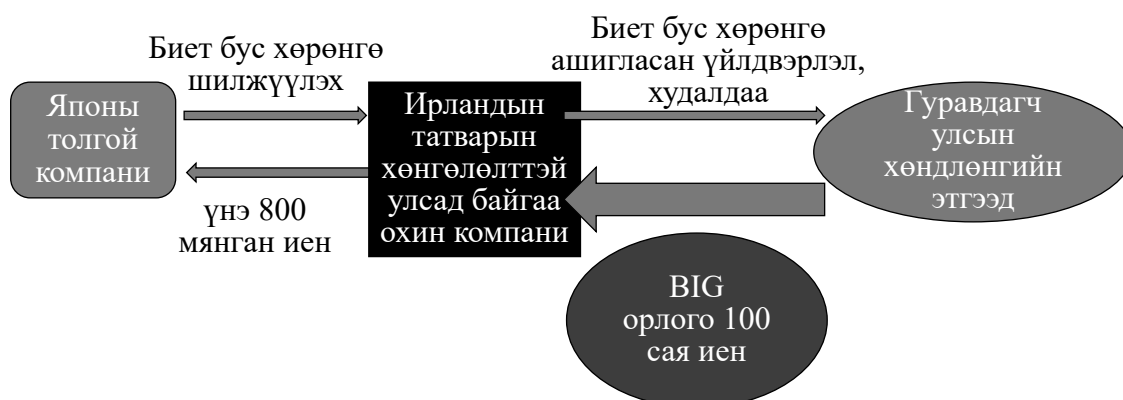 Биет бус хөрөнгө
шилжүүлэх
Биет бус хөрөнгө
ашигласан үйлдвэрлэл,
худалдаа
Японы
толгой
компани
Ирландын
татварын
хөнгөлөлттэй
улсад байгаа
охин компани
Гуравдагч
улсын
хөндлөнгийн
этгээд
үнэ 800
мянган иен
BIG
орлого 100
сая иен